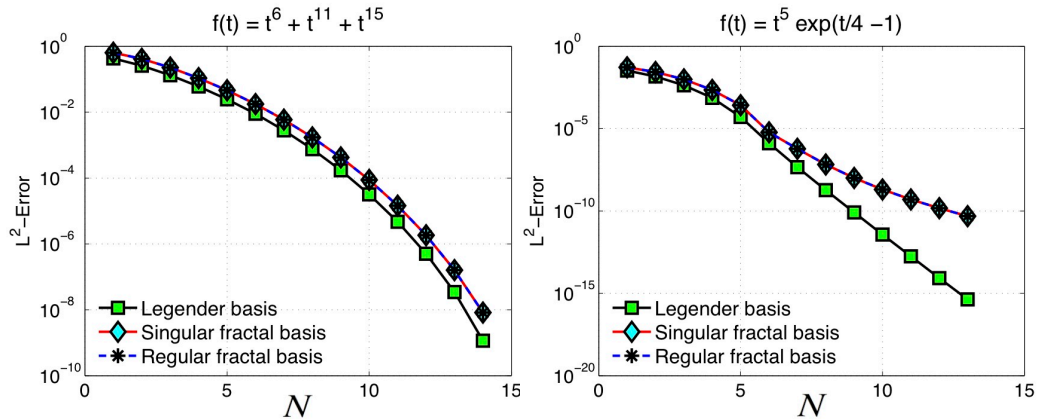 f(t) = t^6 + t^11 + t^15
10^0
10^-2
10^-4
10^-6
10^-8
10^-10
L^2-Error
Legender basis
Singular fractal basis
Regular fractal basis
0
5
10
15
N
f(t) = t^5 exp(t/4 -1)
10^0
10^-5
10^-10
10^-15
10^-20
L^2-Error
Legender basis
Singular fractal basis
Regular fractal basis
0
5
10
15
N